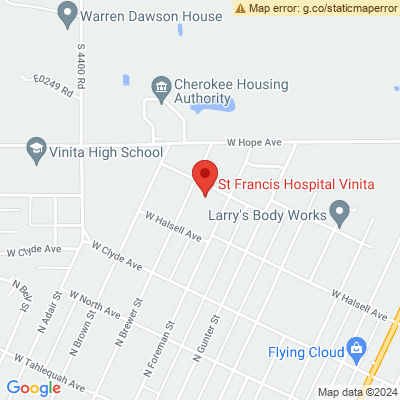 Map error: g.co/staticmaperror
Warren Dawson House
S 4400 Rd
E0249 Rd
Cherokee Housing
Authority
W Hope Ave
Vinita High School
St Francis Hospital Vinita
Larry's Body Works
W Halsell Ave
W Clyde Ave
W Clyde Ave
W Halsell Ave
N Bey
St
N Adair St
W North Ave
N Brown St
N Brewer St
N Foreman St
N Gunter St
Flying Cloud
W Tahlequah Ave
Google
Map data ©2024